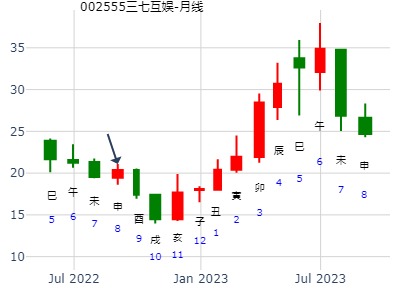 002555三七互娱-月线
35
30
25
20
15
10
巳
5
午
6
未
7
申
8
酉
9
戌
10
亥
11
子
12
丑
1
寅
2
卯
3
辰
4
巳
5
午
6
未
7
申
8
Jul 2022
Jan 2023
Jul 2023